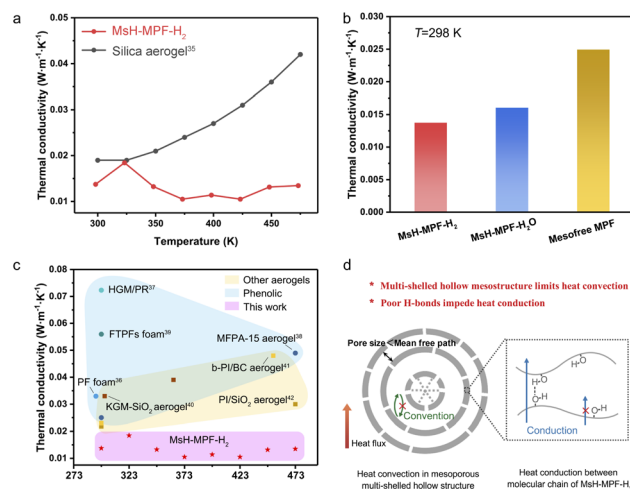 a
MsH-MPF-H₂
Silica aerogel³⁵
Thermal conductivity (W·m⁻¹·K⁻¹)
0.05
0.04
0.03
0.02
0.01
300
350
400
450
Temperature (K)
b
T=298 K
Thermal conductivity (W·m⁻¹·K⁻¹)
0.030
0.025
0.020
0.015
0.010
0.005
0.000
MsH-MPF-H₂
MsH-MPF-H₂O
Mesofree MPF
c
Thermal conductivity (W·m⁻¹·K⁻¹)
0.08
0.07
0.06
0.05
0.04
0.03
0.02
0.01
HGM/PR³⁷
Other aerogels
Phenolic
This work
FTPFs foam³⁹
MFPA-15 aerogel³⁸
b-PI/BC aerogel⁴¹
PF foam³⁶
KGM-SiO₂ aerogel⁴⁰
PI/SiO₂ aerogel⁴²
MsH-MPF-H₂
273
323
373
423
473
d
* Multi-shelled hollow mesostructure limits heat convection
* Poor H-bonds impede heat conduction
Pore size < Mean free path
Convention
Heat flux
HO
O-H
HO
O-H
Conduction
Heat convection in mesoporous
multi-shelled hollow structure
Heat conduction between
molecular chain of MsH-MPF-H₂